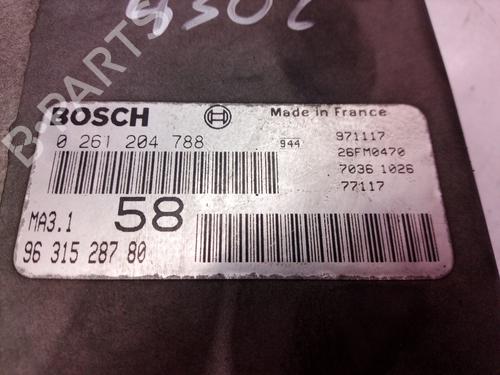 B-PARTS
BOSCH
Made in France
0 261 204 788
944
971117
26FM0470
7036 1026
77117
MA3.1
58
96 315 287 80